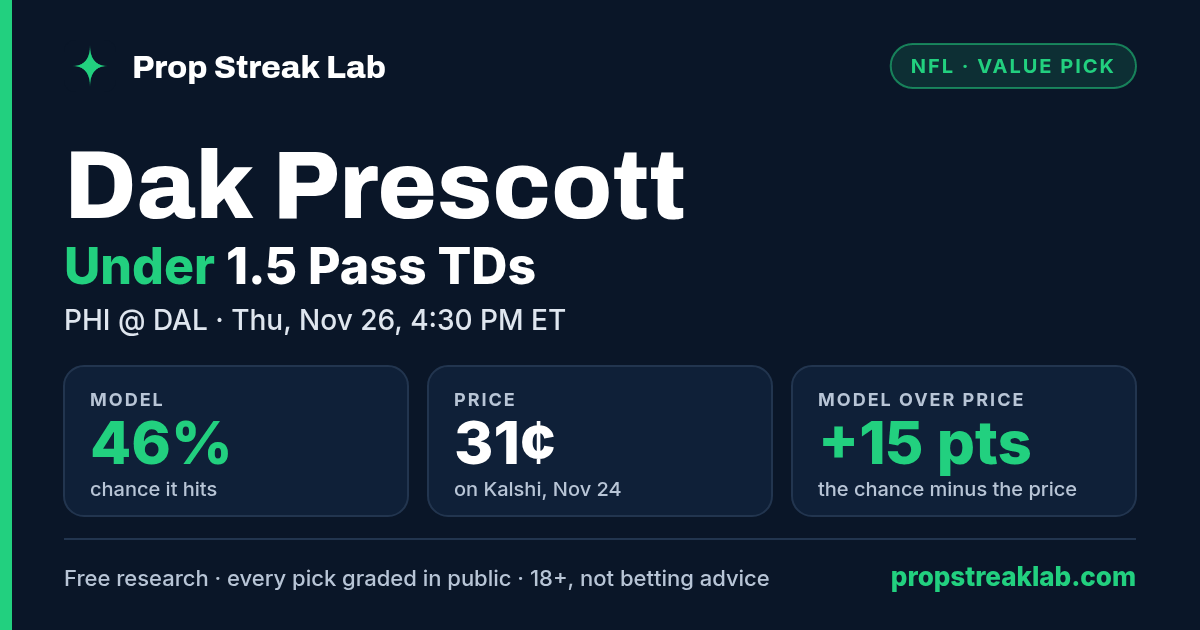 Prop Streak Lab
NFL · VALUE PICK
Dak Prescott
Under 1.5 Pass TDs
PHI @ DAL · Thu, Nov 26, 4:30 PM ET
MODEL
46%
chance it hits
PRICE
31¢
on Kalshi, Nov 24
MODEL OVER PRICE
+15 pts
the chance minus the price
Free research · every pick graded in public · 18+, not betting advice
propstreaklab.com